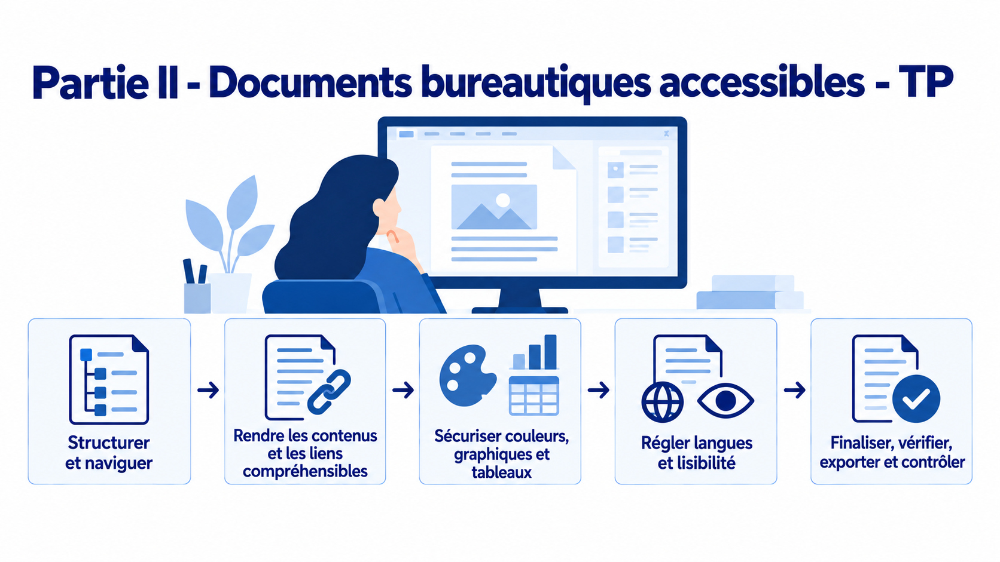 Partie II - Documents bureautiques accessibles - TP
Structurer
et naviguer
Rendre les contenus
et les liens
compréhensibles
Sécuriser couleurs,
graphiques et
tableaux
Régler langues
et lisibilité
Finaliser, vérifier,
exporter et contrôler